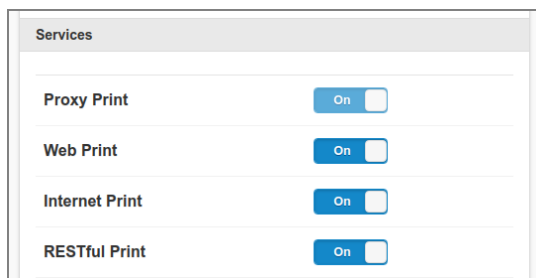 Services
Proxy Print On
Web Print On
Internet Print On
RESTful Print On